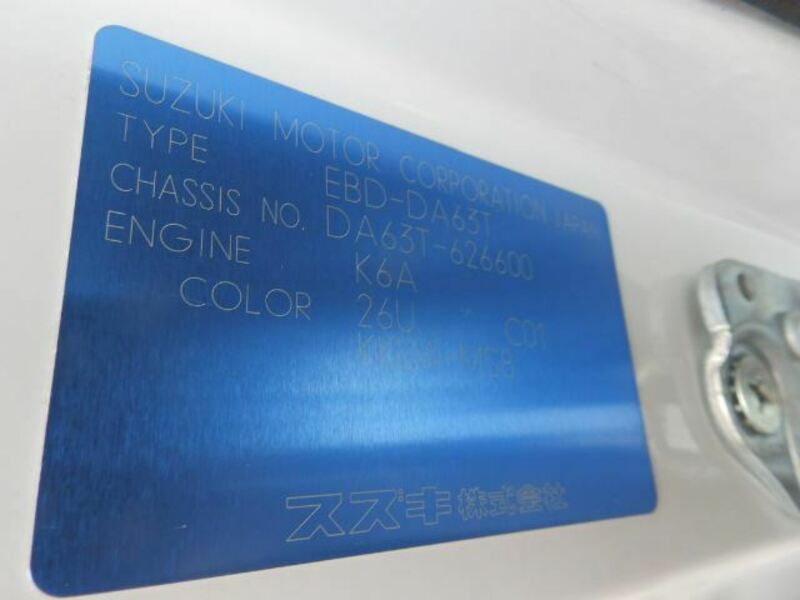 SUZUKI MOTOR CORPORATION JAPAN
TYPE EBD-DA63T
CHASSIS NO. DA63T-626600
ENGINE K6A
COLOR 26U C01
スズキ株式会社